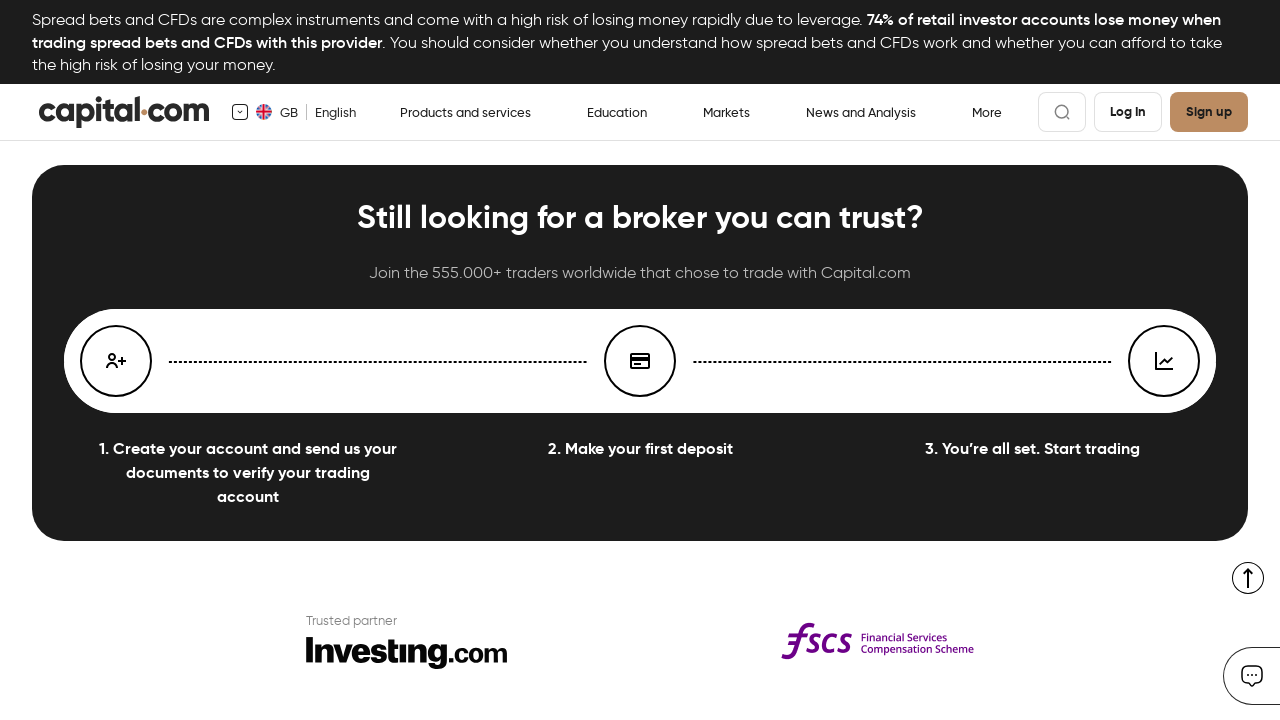 Spread bets and CFDs are complex instruments and come with a high risk of losing money rapidly due to leverage. 74% of retail investor accounts lose money when
trading spread bets and CFDs with this provider. You should consider whether you understand how spread bets and CFDs work and whether you can afford to take
the high risk of losing your money.
capital.com GB English Products and services Education Markets News and Analysis More Log In Sign up
Still looking for a broker you can trust?
Join the 555.000+ traders worldwide that chose to trade with Capital.com
1. Create your account and send us your
documents to verify your trading
account
2. Make your first deposit
3. You’re all set. Start trading
Trusted partner
Investing.com
fscs Financial Services
Compensation Scheme